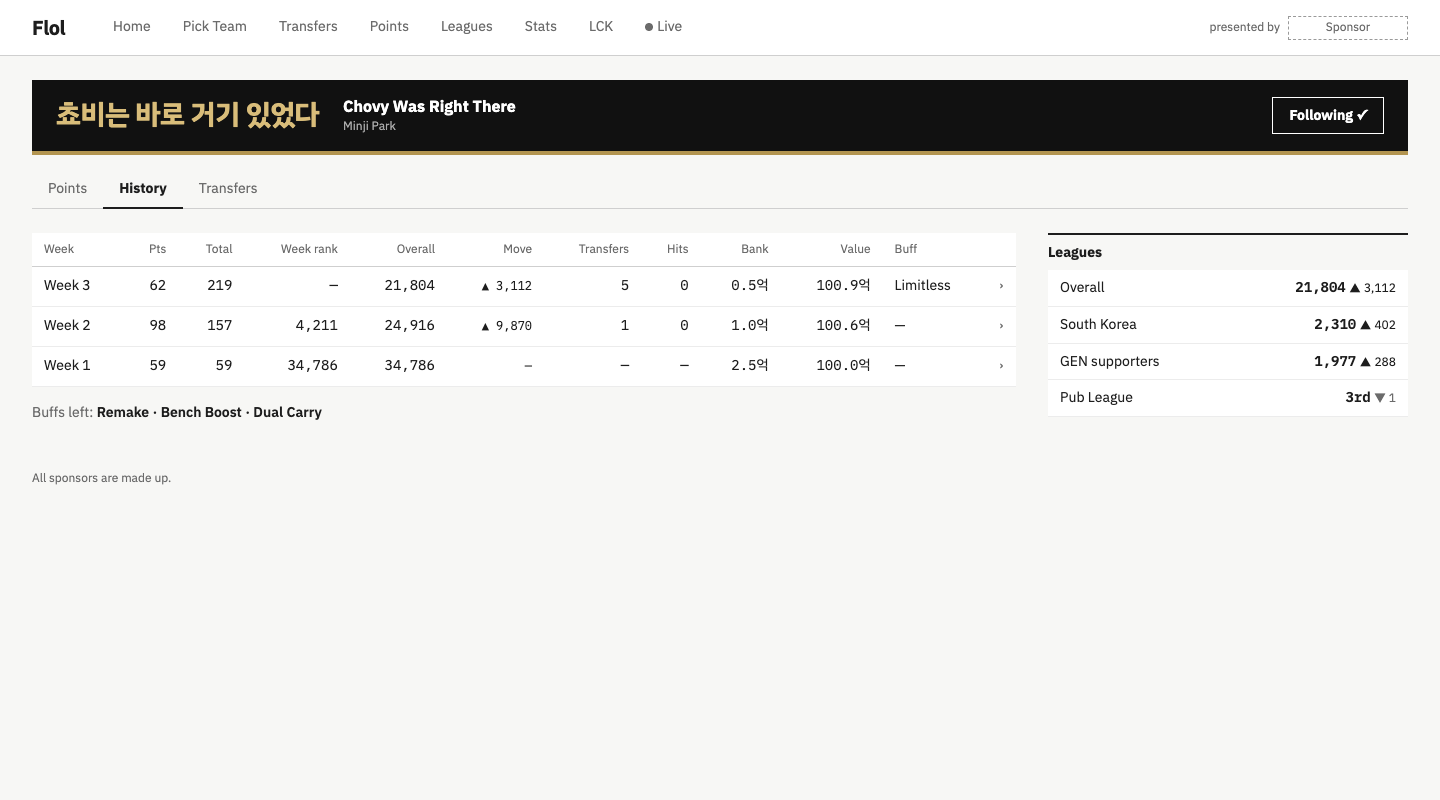 Flol Home Pick Team Transfers Points Leagues Stats LCK ● Live presented by Sponsor
쵸비는 바로 거기 있었다
Chovy Was Right There
Minji Park
Following ✓
Points History Transfers
Week Pts Total Week rank Overall Move Transfers Hits Bank Value Buff
Week 3 62 219 — 21,804 ▲ 3,112 5 0 0.5억 100.9억 Limitless ›
Week 2 98 157 4,211 24,916 ▲ 9,870 1 0 1.0억 100.6억 — ›
Week 1 59 59 34,786 34,786 — — — 2.5억 100.0억 — ›
Buffs left: Remake · Bench Boost · Dual Carry
Leagues
Overall 21,804 ▲ 3,112
South Korea 2,310 ▲ 402
GEN supporters 1,977 ▲ 288
Pub League 3rd ▼ 1
All sponsors are made up.